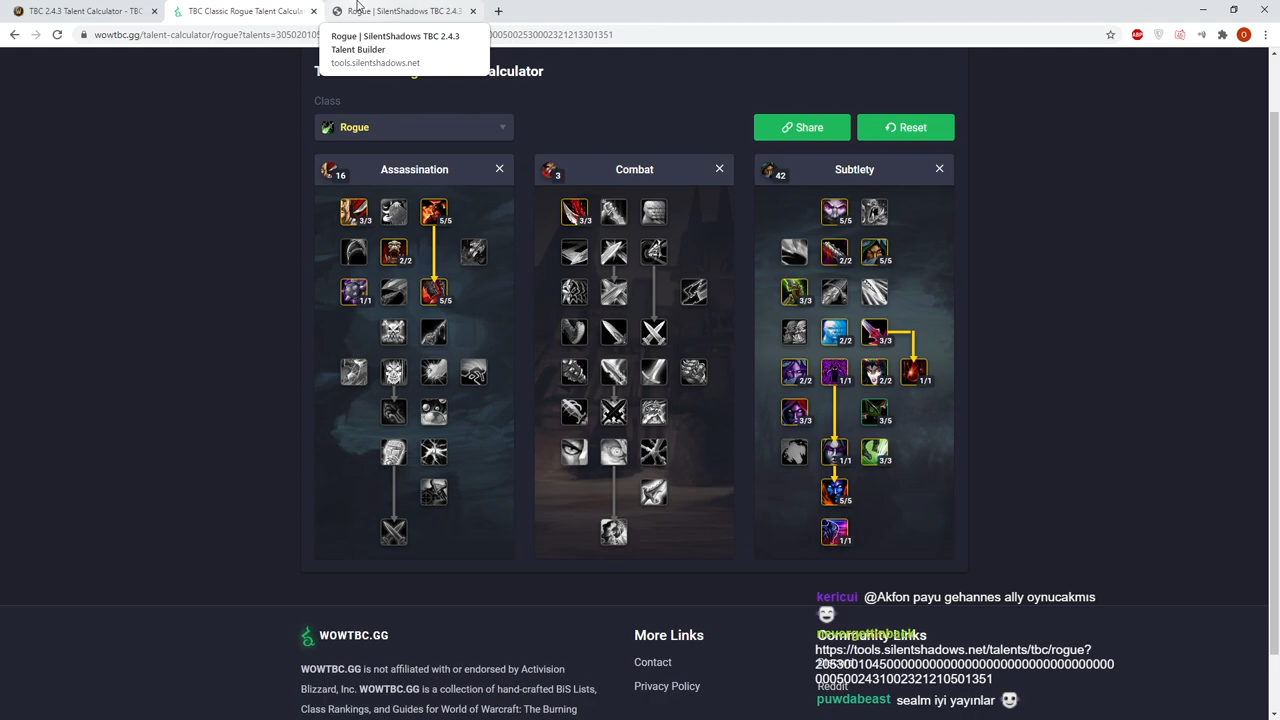 TBC 2.4.3 Talent Calculator - TBC
TBC Classic Rogue Talent Calcula
Rogue | SilentShadows TBC 2.4.3
wowtbc.gg/talent-calculator/rogue?talents=3050201
00500253000232121 3301351
Rogue | SilentShadows TBC 2.4.3
Talent Builder
tools.silentshadows.net
alculator
Class
Rogue
Share
Reset
16 Assassination
3 Combat
42 Subtlety
3/3 5/5 3/3 5/5
2/2 2/2 5/5
1/1 5/5 3/3
2/2 3/3
2/2 1/1 2/2 1/1
3/3 3/5
1/1 3/3
5/5
1/1
kericui @Akfon payu gehannes ally oynucakmıs
WOWTBC.GG More Links Community Links
https://tools.silentshadows.net/talents/tbc/rogue?
0005002431002321210501351
WOWTBC.GG is not affiliated with or endorsed by Activision
Contact
Blizzard, Inc. WOWTBC.GG is a collection of hand-crafted BiS Lists,
Privacy Policy Reddit
puwdabeast sealm iyi yayınlar
Class Rankings, and Guides for World of Warcraft: The Burning